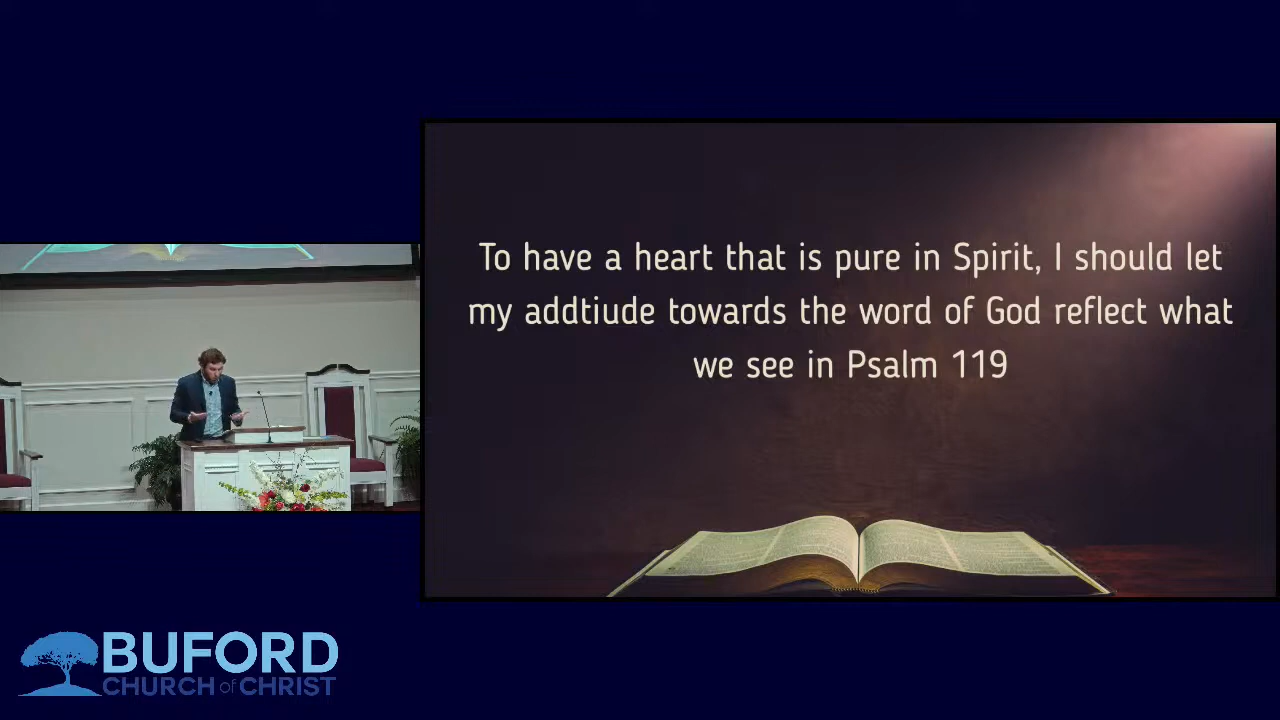 To have a heart that is pure in Spirit, I should let
my addtiude towards the word of God reflect what
we see in Psalm 119
BUFORD
CHURCH of CHRIST